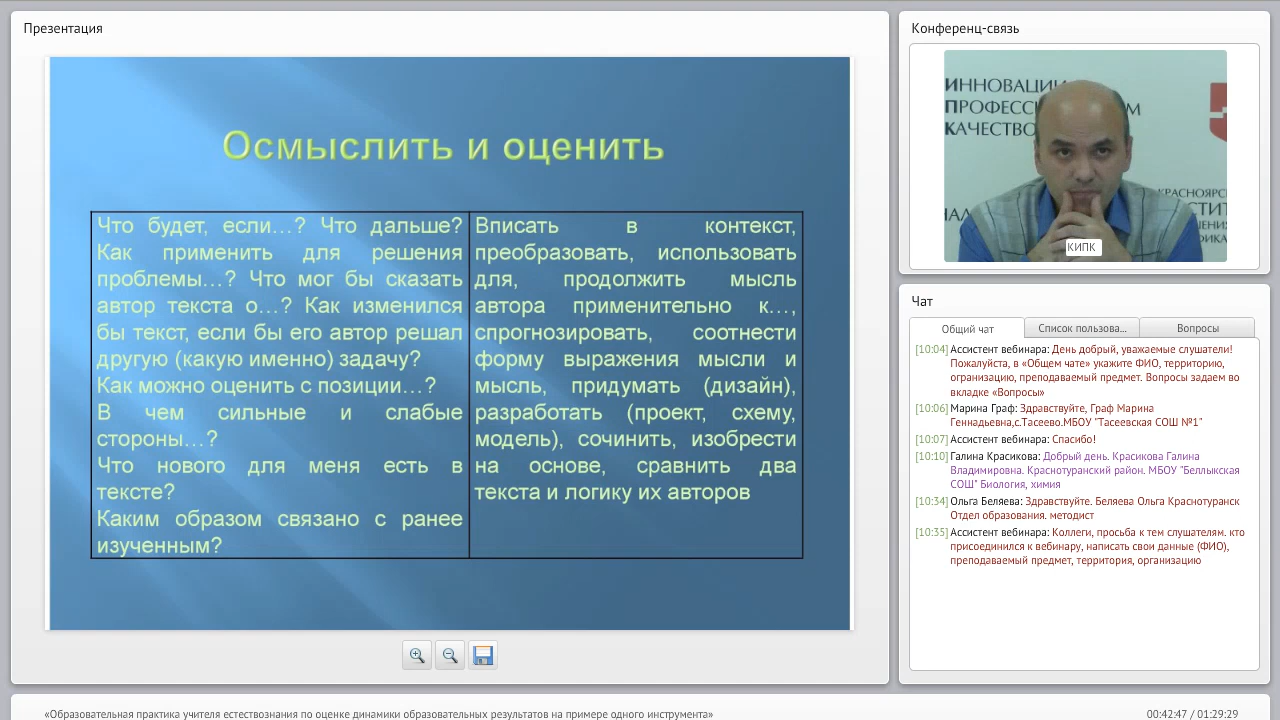 Презентация
Осмыслить и оценить
Что будет, если…? Что дальше?
Как применить для решения
проблемы…? Что мог бы сказать
автор текста о…? Как изменился
бы текст, если бы его автор решал
другую (какую именно) задачу?
Как можно оценить с позиции…?
В чем сильные и слабые
стороны…?
Что нового для меня есть в
тексте?
Каким образом связано с ранее
изученным?
Вписать в контекст,
преобразовать, использовать
для, продолжить мысль
автора применительно к…,
спрогнозировать, соотнести
форму выражения мысли и
мысль, придумать (дизайн),
разработать (проект, схему,
модель), сочинить, изобрести
на основе, сравнить два
текста и логику их авторов
Конференц-связь
ИННОВАЦИИ
ПРОФЕССИ ЛИЗМ
КАЧЕСТВО
КРАСНОЯРС
СТИТ
КИПК
Чат
Общий чат
Список пользова...
Вопросы
[10:04] Ассистент вебинара: День добрый, уважаемые слушатели!
Пожалуйста, в «Общем чате» укажите ФИО, территорию,
огранизацию, преподаваемый предмет. Вопросы задаем во
вкладке «Вопросы»
[10:06] Марина Граф: Здравствуйте, Граф Марина
Геннадьевна,с.Тасеево.МБОУ "Тасеевская СОШ №1"
[10:07] Ассистент вебинара: Спасибо!
[10:10] Галина Красикова: Добрый день. Красикова Галина
Владимировна. Краснотуранский район. МБОУ "Беллыкская
СОШ" Биология, химия
[10:34] Ольга Беляева: Здравствуйте. Беляева Ольга Краснотуранск
Отдел образования. методист
[10:35] Ассистент вебинара: Коллеги, просьба к тем слушателям. кто
присоединился к вебинару, написать свои данные (ФИО),
преподаваемый предмет, территория, организацию
«Образовательная практика учителя естествознания по оценке динамики образовательных результатов на примере одного инструмента»
00:42:47 / 01:29:29